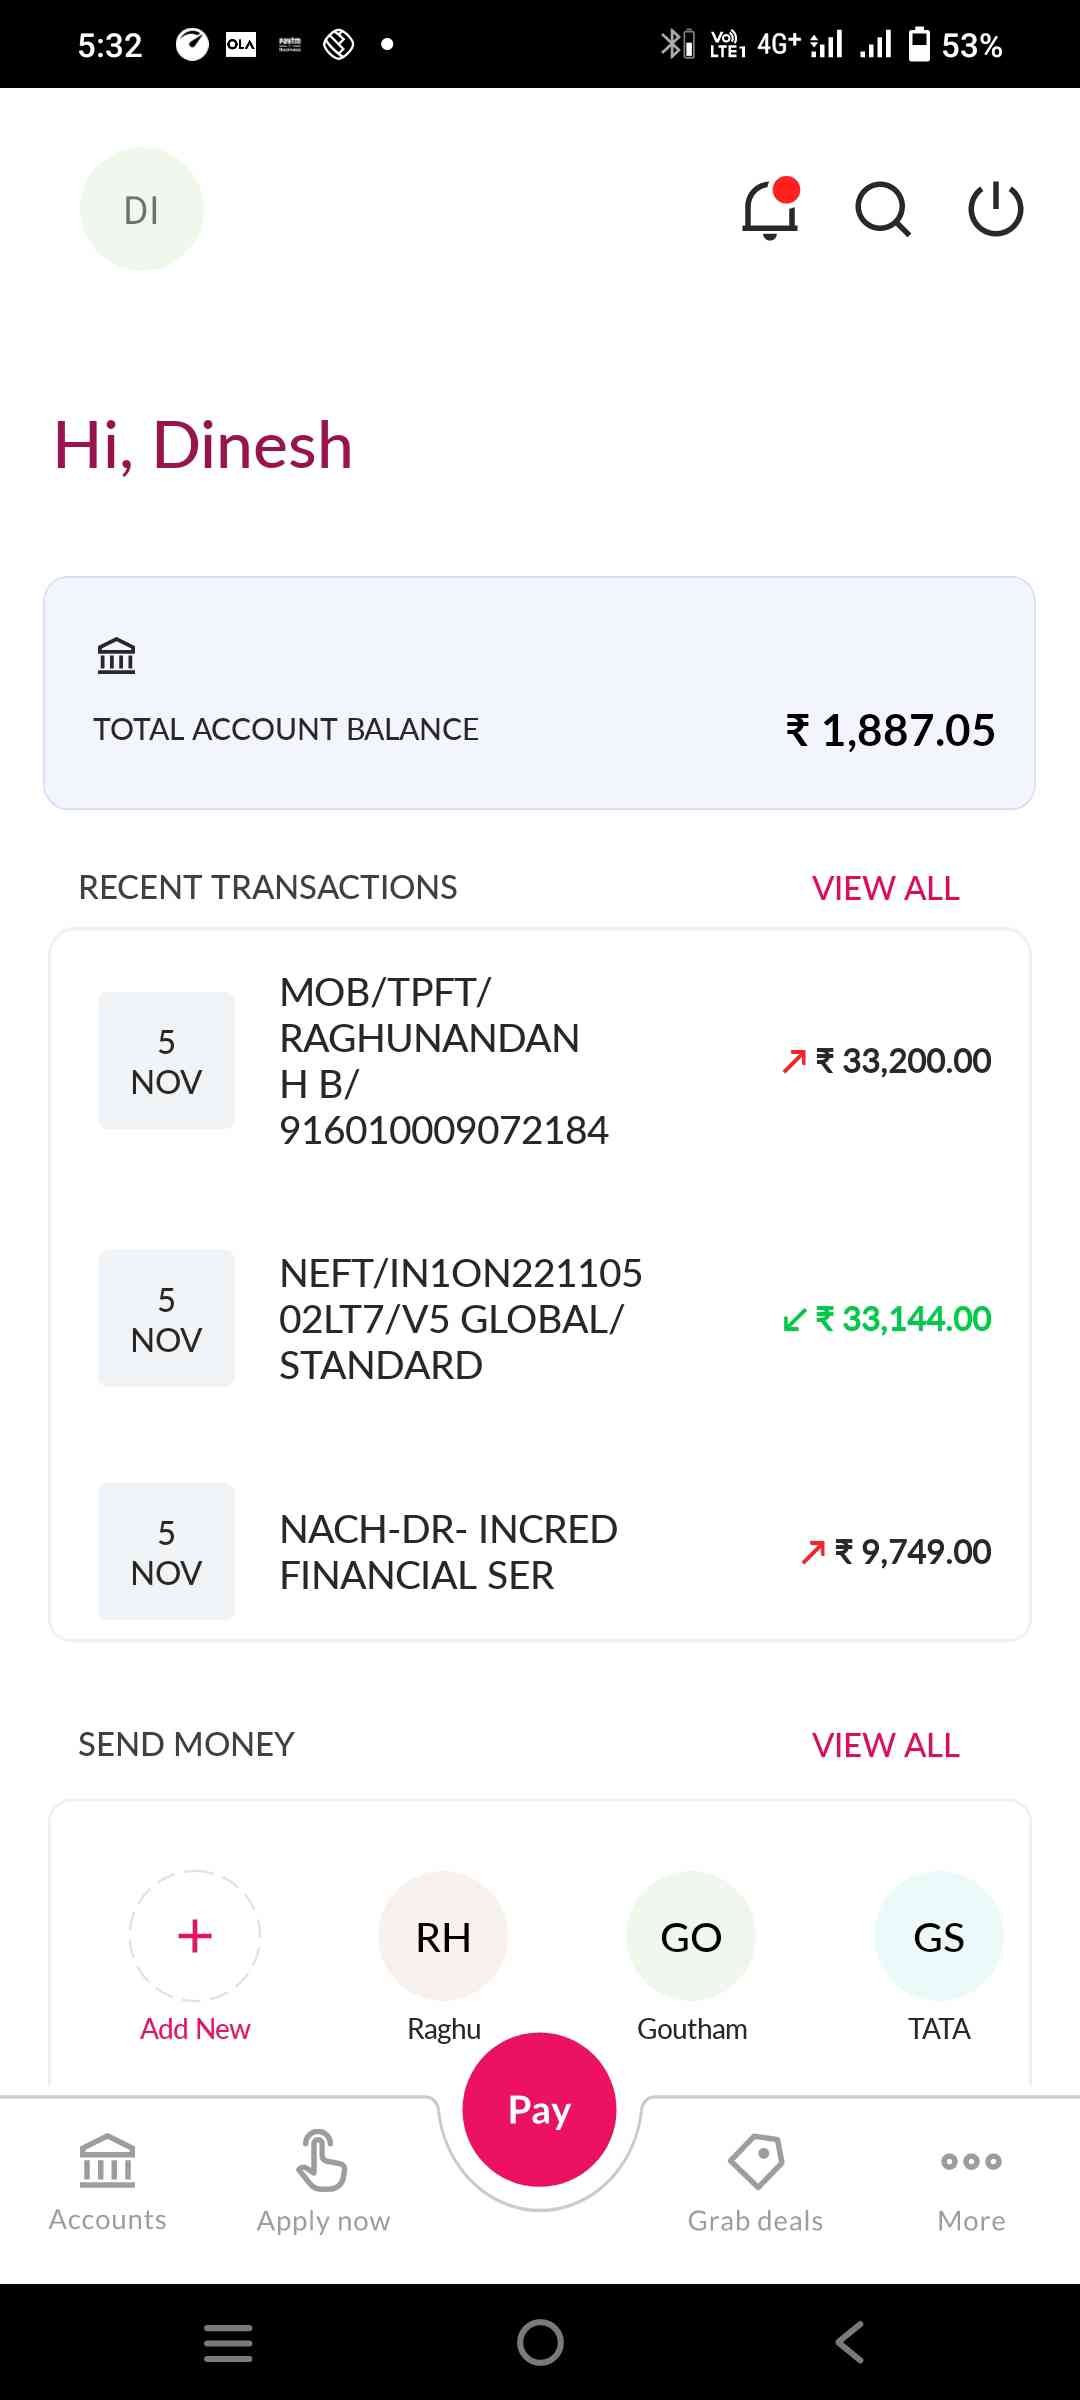 5:32
OLA
paytm
Vo)) LTE1
4G+
53%
DI
Hi, Dinesh
TOTAL ACCOUNT BALANCE
₹ 1,887.05
RECENT TRANSACTIONS
VIEW ALL
5
NOV
MOB/TPFT/
RAGHUNANDAN
H B/
916010009072184
₹ 33,200.00
5
NOV
NEFT/IN1ON221105
02LT7/V5 GLOBAL/
STANDARD
₹ 33,144.00
5
NOV
NACH-DR- INCRED
FINANCIAL SER
₹ 9,749.00
SEND MONEY
VIEW ALL
+
Add New
RH
Raghu
GO
Goutham
GS
TATA
Pay
Accounts
Apply now
Grab deals
More